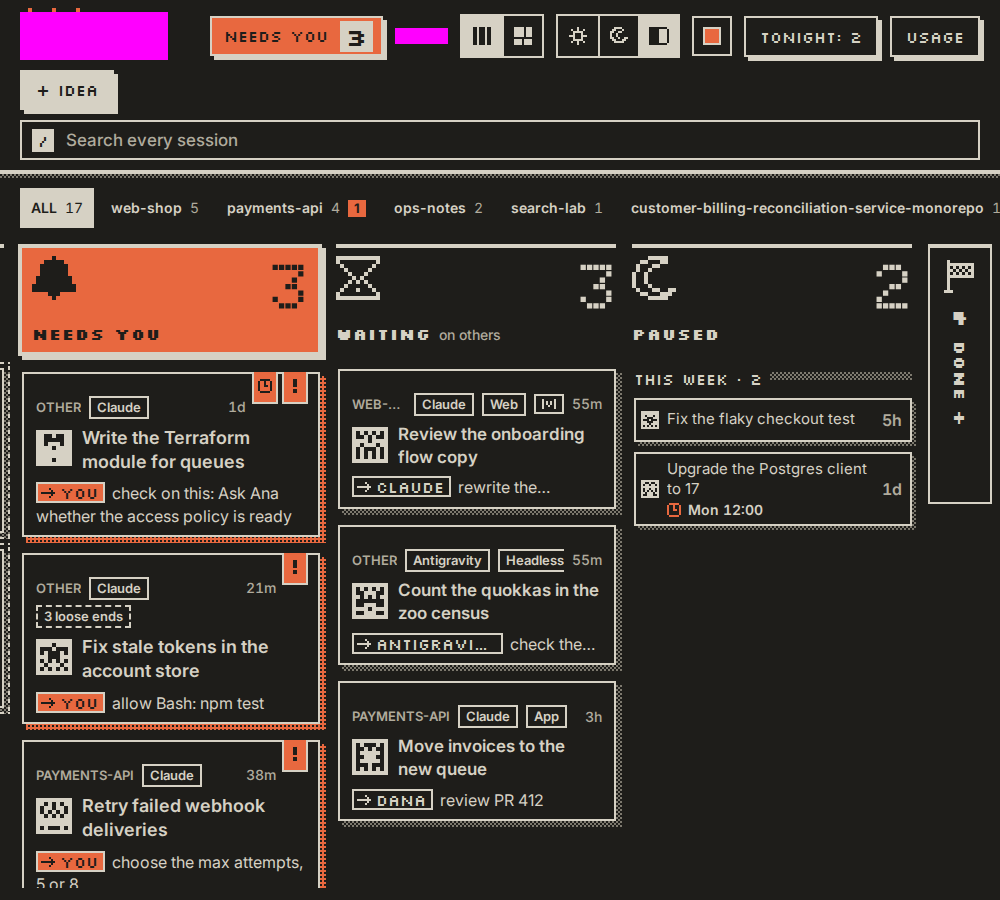 NEEDS YOU 3
TONIGHT: 2
USAGE
+ IDEA
/ Search every session
ALL 17
web-shop 5
payments-api 4 1
ops-notes 2
search-lab 1
customer-billing-reconciliation-service-monorepo 1
3
NEEDS YOU
OTHER Claude 1d !
Write the Terraform
module for queues
→ YOU check on this: Ask Ana
whether the access policy is ready
OTHER Claude 21m !
3 loose ends
Fix stale tokens in the
account store
→ YOU allow Bash: npm test
PAYMENTS-API Claude 38m !
Retry failed webhook
deliveries
→ YOU choose the max attempts,
5 or 8
3
WAITING on others
WEB-... Claude Web 55m
Review the onboarding
flow copy
→ CLAUDE rewrite the...
OTHER Antigravity Headless 55m
Count the quokkas in the
zoo census
→ ANTIGRAVI... check the...
PAYMENTS-API Claude App 3h
Move invoices to the
new queue
→ DANA review PR 412
2
PAUSED
THIS WEEK · 2
Fix the flaky checkout test 5h
Upgrade the Postgres client
to 17 1d
Mon 12:00
4 DONE +